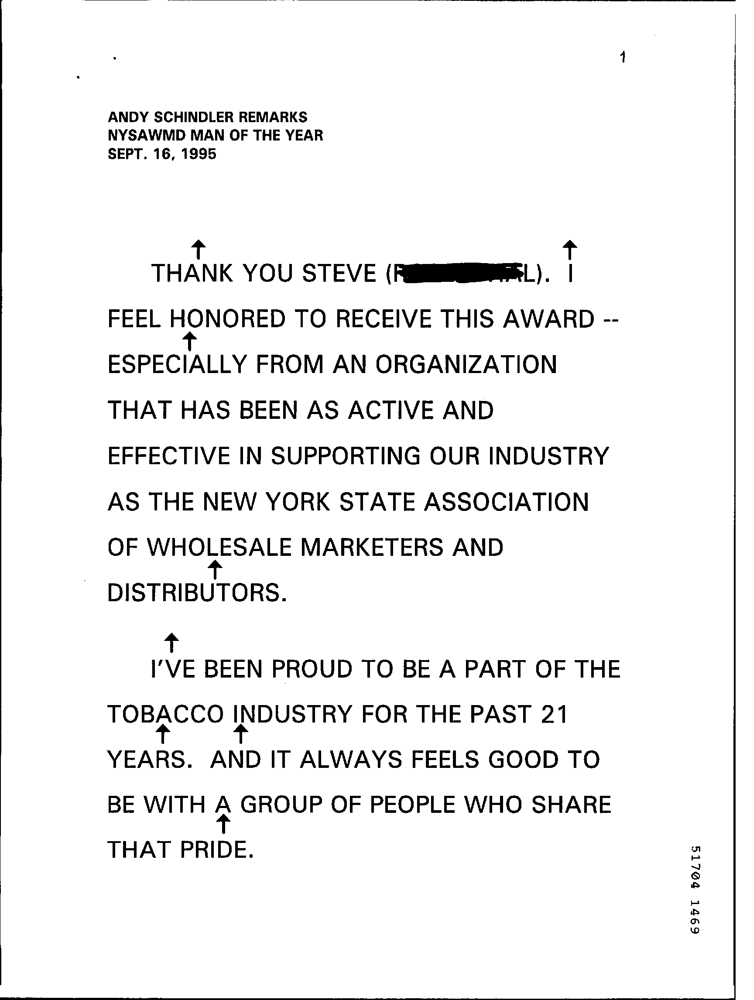 1
ANDY SCHINDLER REMARKS
NYSAWMD MAN OF THE YEAR
SEPT. 16, 1995
THANK YOU STEVE ( L). I
FEEL HONORED TO RECEIVE THIS AWARD --
ESPECIALLY FROM AN ORGANIZATION
THAT HAS BEEN AS ACTIVE AND
EFFECTIVE IN SUPPORTING OUR INDUSTRY
AS THE NEW YORK STATE ASSOCIATION
OF WHOLESALE MARKETERS AND
DISTRIBUTORS.
I'VE BEEN PROUD TO BE A PART OF THE
TOBACCO INDUSTRY FOR THE PAST 21
YEARS. AND IT ALWAYS FEELS GOOD TO
BE WITH A GROUP OF PEOPLE WHO SHARE
THAT PRIDE.
51704 1469